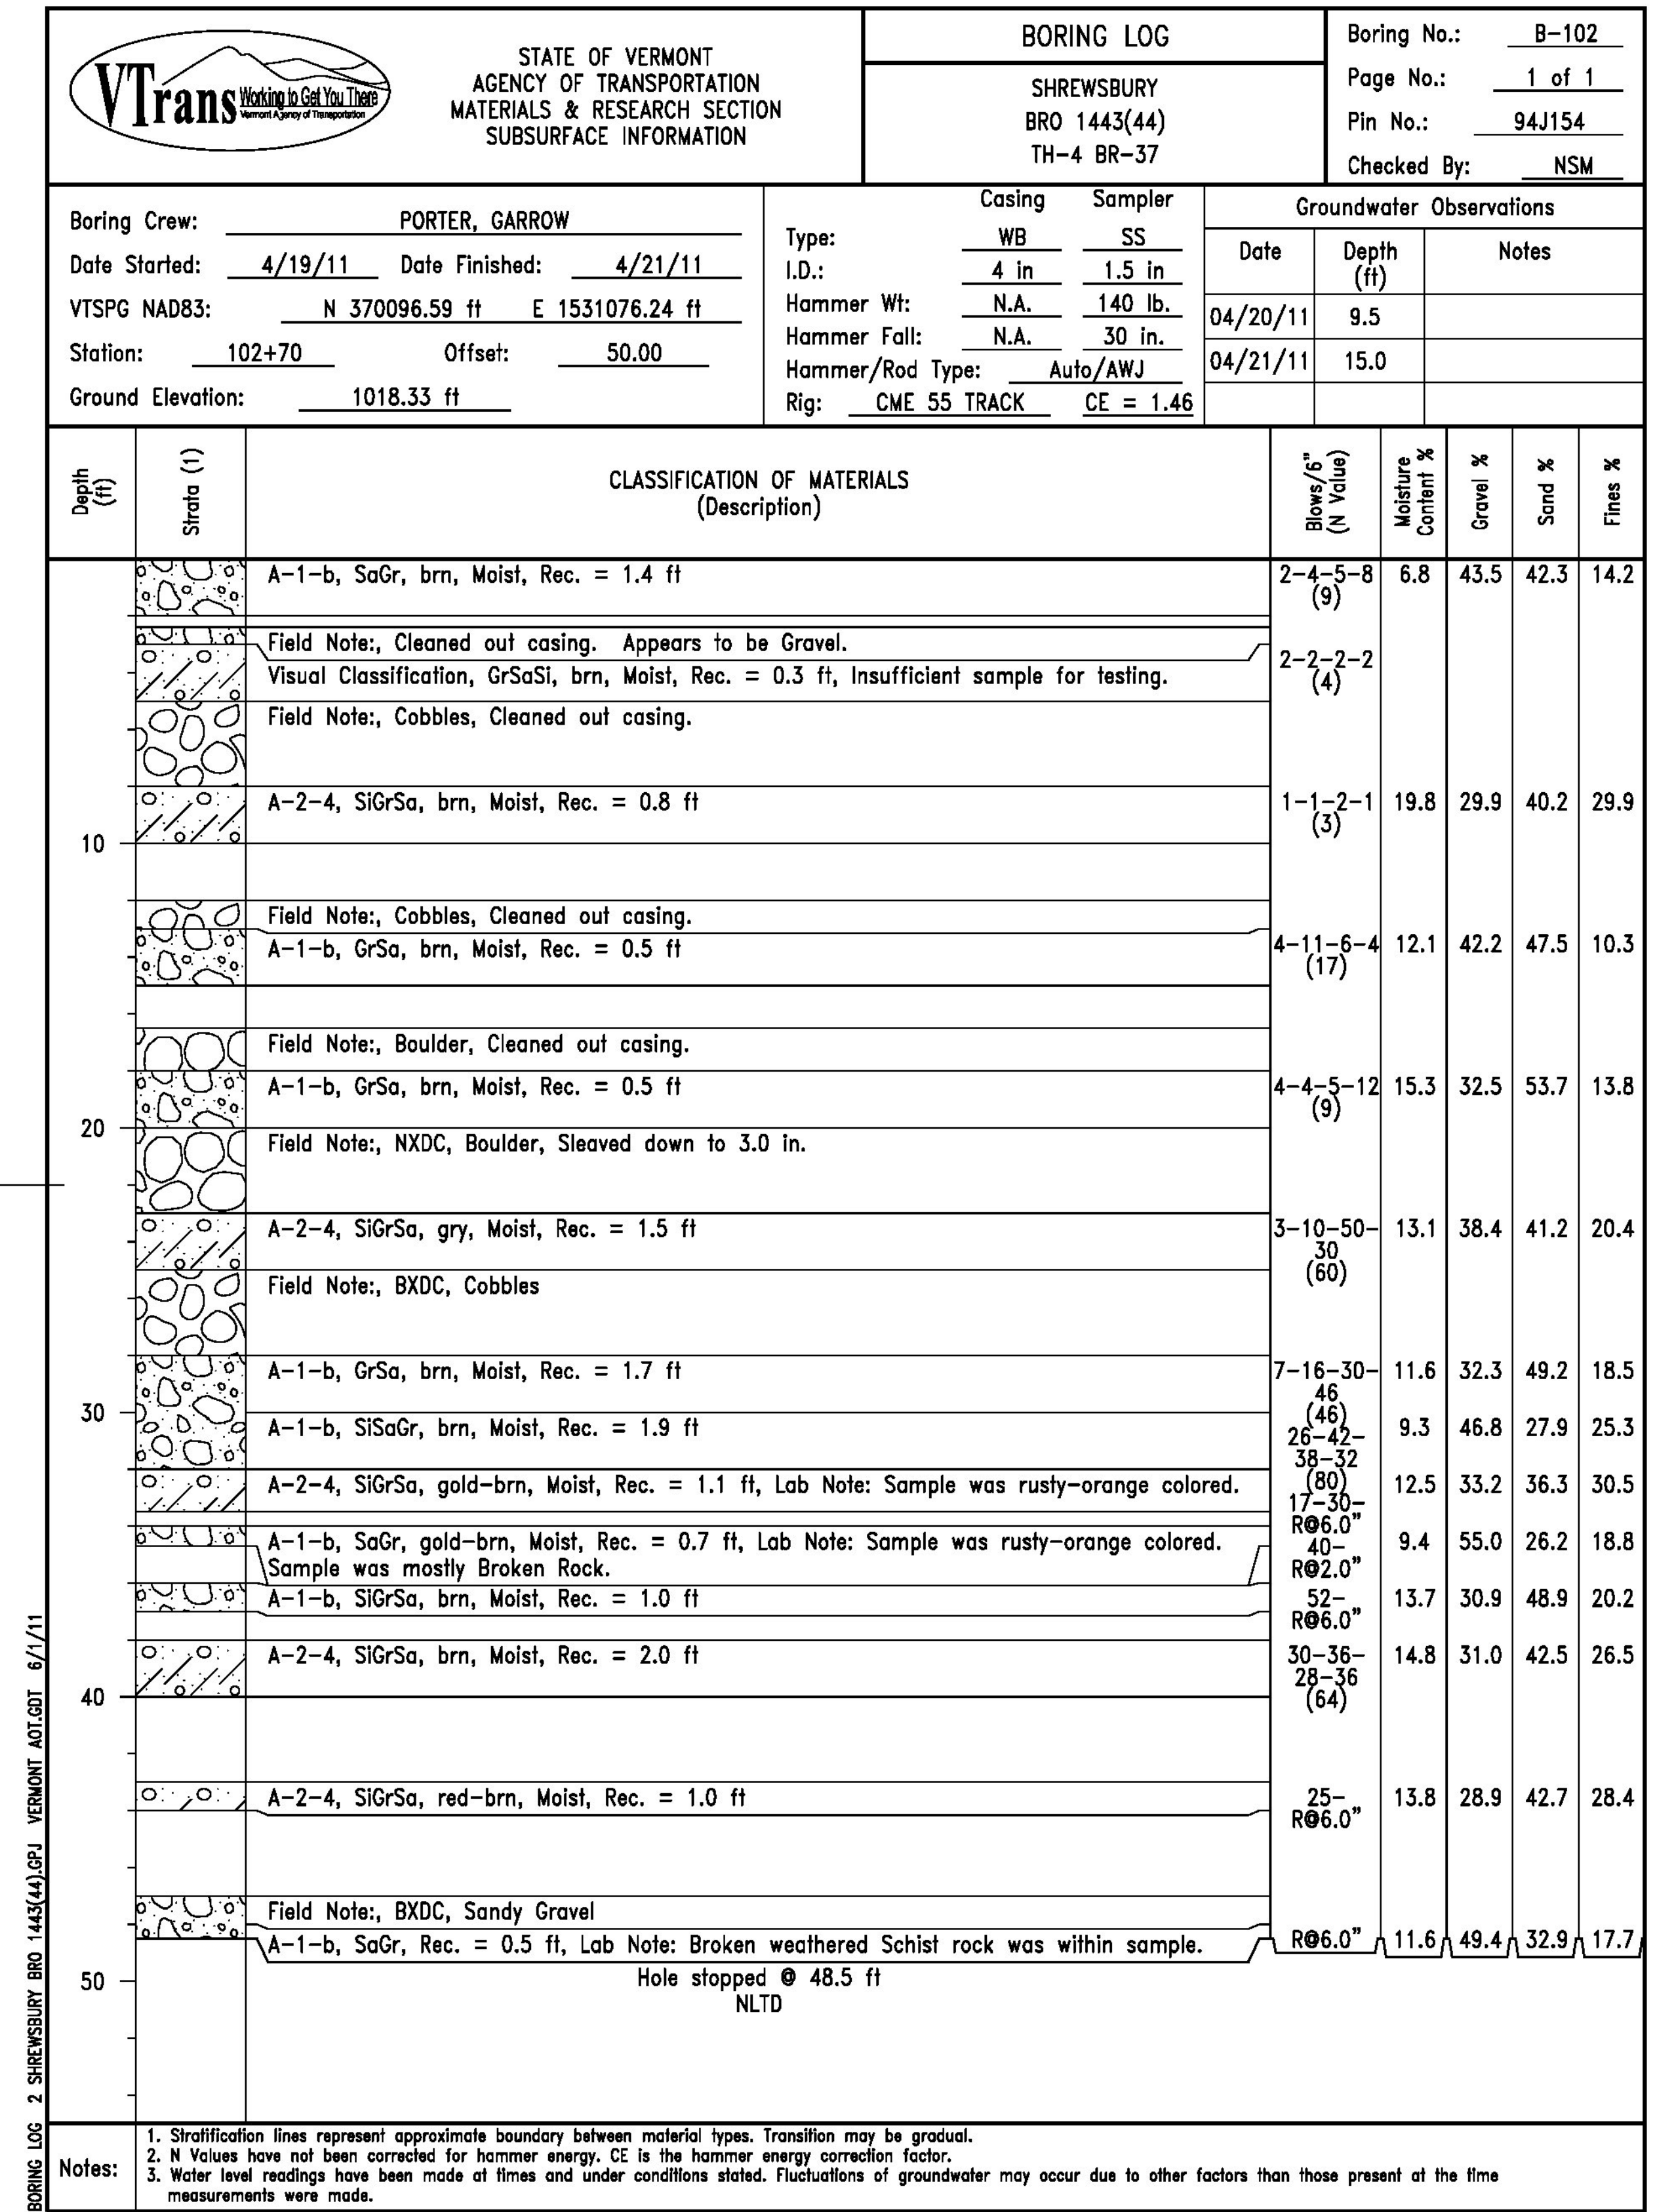 VTrans Working to Get You There
Vermont Agency of Transportation
STATE OF VERMONT
AGENCY OF TRANSPORTATION
MATERIALS & RESEARCH SECTION
SUBSURFACE INFORMATION
BORING LOG
SHREWSBURY
BRO 1443(44)
TH-4 BR-37
Boring No.: B-102
Page No.: 1 of 1
Pin No.: 94J154
Checked By: NSM
Boring Crew: PORTER, GARROW
Date Started: 4/19/11 Date Finished: 4/21/11
VTSPG NAD83: N 370096.59 ft E 1531076.24 ft
Station: 102+70 Offset: 50.00
Ground Elevation: 1018.33 ft
Casing Sampler
Type: WB SS
I.D.: 4 in 1.5 in
Hammer Wt: N.A. 140 lb.
Hammer Fall: N.A. 30 in.
Hammer/Rod Type: Auto/AWJ
Rig: CME 55 TRACK CE = 1.46
Groundwater Observations
Date Depth (ft) Notes
04/20/11 9.5
04/21/11 15.0
Depth (ft)
Strata (1)
CLASSIFICATION OF MATERIALS
(Description)
Blows/6"
(N Value)
Moisture
Content %
Gravel %
Sand %
Fines %
A-1-b, SaGr, brn, Moist, Rec. = 1.4 ft 2-4-5-8 6.8 43.5 42.3 14.2
(9)
Field Note:, Cleaned out casing. Appears to be Gravel.
Visual Classification, GrSaSi, brn, Moist, Rec. = 0.3 ft, Insufficient sample for testing. 2-2-2-2
(4)
Field Note:, Cobbles, Cleaned out casing.
A-2-4, SiGrSa, brn, Moist, Rec. = 0.8 ft 1-1-2-1 19.8 29.9 40.2 29.9
(3)
10
Field Note:, Cobbles, Cleaned out casing.
A-1-b, GrSa, brn, Moist, Rec. = 0.5 ft 4-11-6-4 12.1 42.2 47.5 10.3
(17)
Field Note:, Boulder, Cleaned out casing.
A-1-b, GrSa, brn, Moist, Rec. = 0.5 ft 4-4-5-12 15.3 32.5 53.7 13.8
(9)
20
Field Note:, NXDC, Boulder, Sleaved down to 3.0 in.
A-2-4, SiGrSa, gry, Moist, Rec. = 1.5 ft 3-10-50- 13.1 38.4 41.2 20.4
30
(60)
Field Note:, BXDC, Cobbles
A-1-b, GrSa, brn, Moist, Rec. = 1.7 ft 7-16-30- 11.6 32.3 49.2 18.5
46
(46)
30
A-1-b, SiSaGr, brn, Moist, Rec. = 1.9 ft 26-42- 9.3 46.8 27.9 25.3
38-32
(80)
A-2-4, SiGrSa, gold-brn, Moist, Rec. = 1.1 ft, Lab Note: Sample was rusty-orange colored. 17-30- 12.5 33.2 36.3 30.5
R@6.0"
A-1-b, SaGr, gold-brn, Moist, Rec. = 0.7 ft, Lab Note: Sample was rusty-orange colored. 40- 9.4 55.0 26.2 18.8
Sample was mostly Broken Rock. R@2.0"
A-1-b, SiGrSa, brn, Moist, Rec. = 1.0 ft 52- 13.7 30.9 48.9 20.2
R@6.0"
A-2-4, SiGrSa, brn, Moist, Rec. = 2.0 ft 30-36- 14.8 31.0 42.5 26.5
28-36
(64)
40
A-2-4, SiGrSa, red-brn, Moist, Rec. = 1.0 ft 25- 13.8 28.9 42.7 28.4
R@6.0"
Field Note:, BXDC, Sandy Gravel
A-1-b, SaGr, Rec. = 0.5 ft, Lab Note: Broken weathered Schist rock was within sample. R@6.0" 11.6 49.4 32.9 17.7
50
Hole stopped @ 48.5 ft
NLTD
Notes:
1. Stratification lines represent approximate boundary between material types. Transition may be gradual.
2. N Values have not been corrected for hammer energy. CE is the hammer energy correction factor.
3. Water level readings have been made at times and under conditions stated. Fluctuations of groundwater may occur due to other factors than those present at the time
measurements were made.
BORING LOG 2 SHREWSBURY BRO 1443(44).GPJ VERMONT AOT.GDT 6/1/11